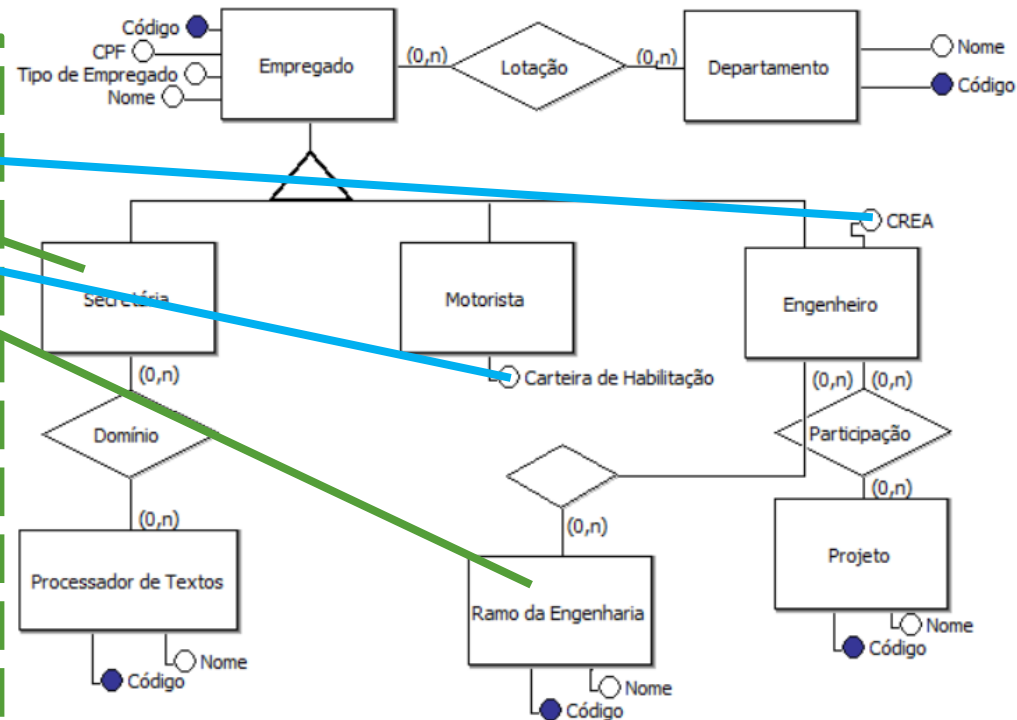 Código
CPF
Tipo de Empregado
Nome
Empregado
(0,n)
Lotação
(0,n)
Departamento
Nome
Código
CREA
Secretária
Motorista
Engenheiro
Carteira de Habilitação
(0,n)
(0,n)
(0,n)
Domínio
Participação
(0,n)
(0,n)
(0,n)
Processador de Textos
Ramo da Engenharia
Projeto
Nome
Código
Nome
Código
Nome
Código